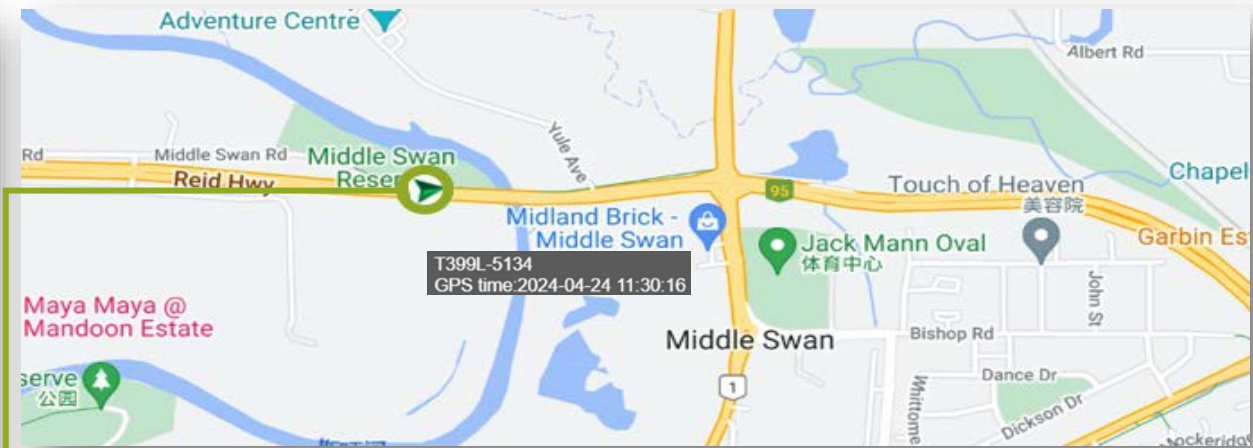 Adventure Centre
Albert Rd
Yule Ave
Rd
Middle Swan Rd
Middle Swan
Reser
Reid Hwy
Chapel
95
Touch of Heaven
美容院
Midland Brick -
Middle Swan
Jack Mann Oval
体育中心
Garbin Es
T399L-5134
GPS time:2024-04-24 11:30:16
John St
Maya Maya @
Mandoon Estate
Middle Swan
Bishop Rd
serve
公园
1
Dance Dr
Whittome
Dickson Dr